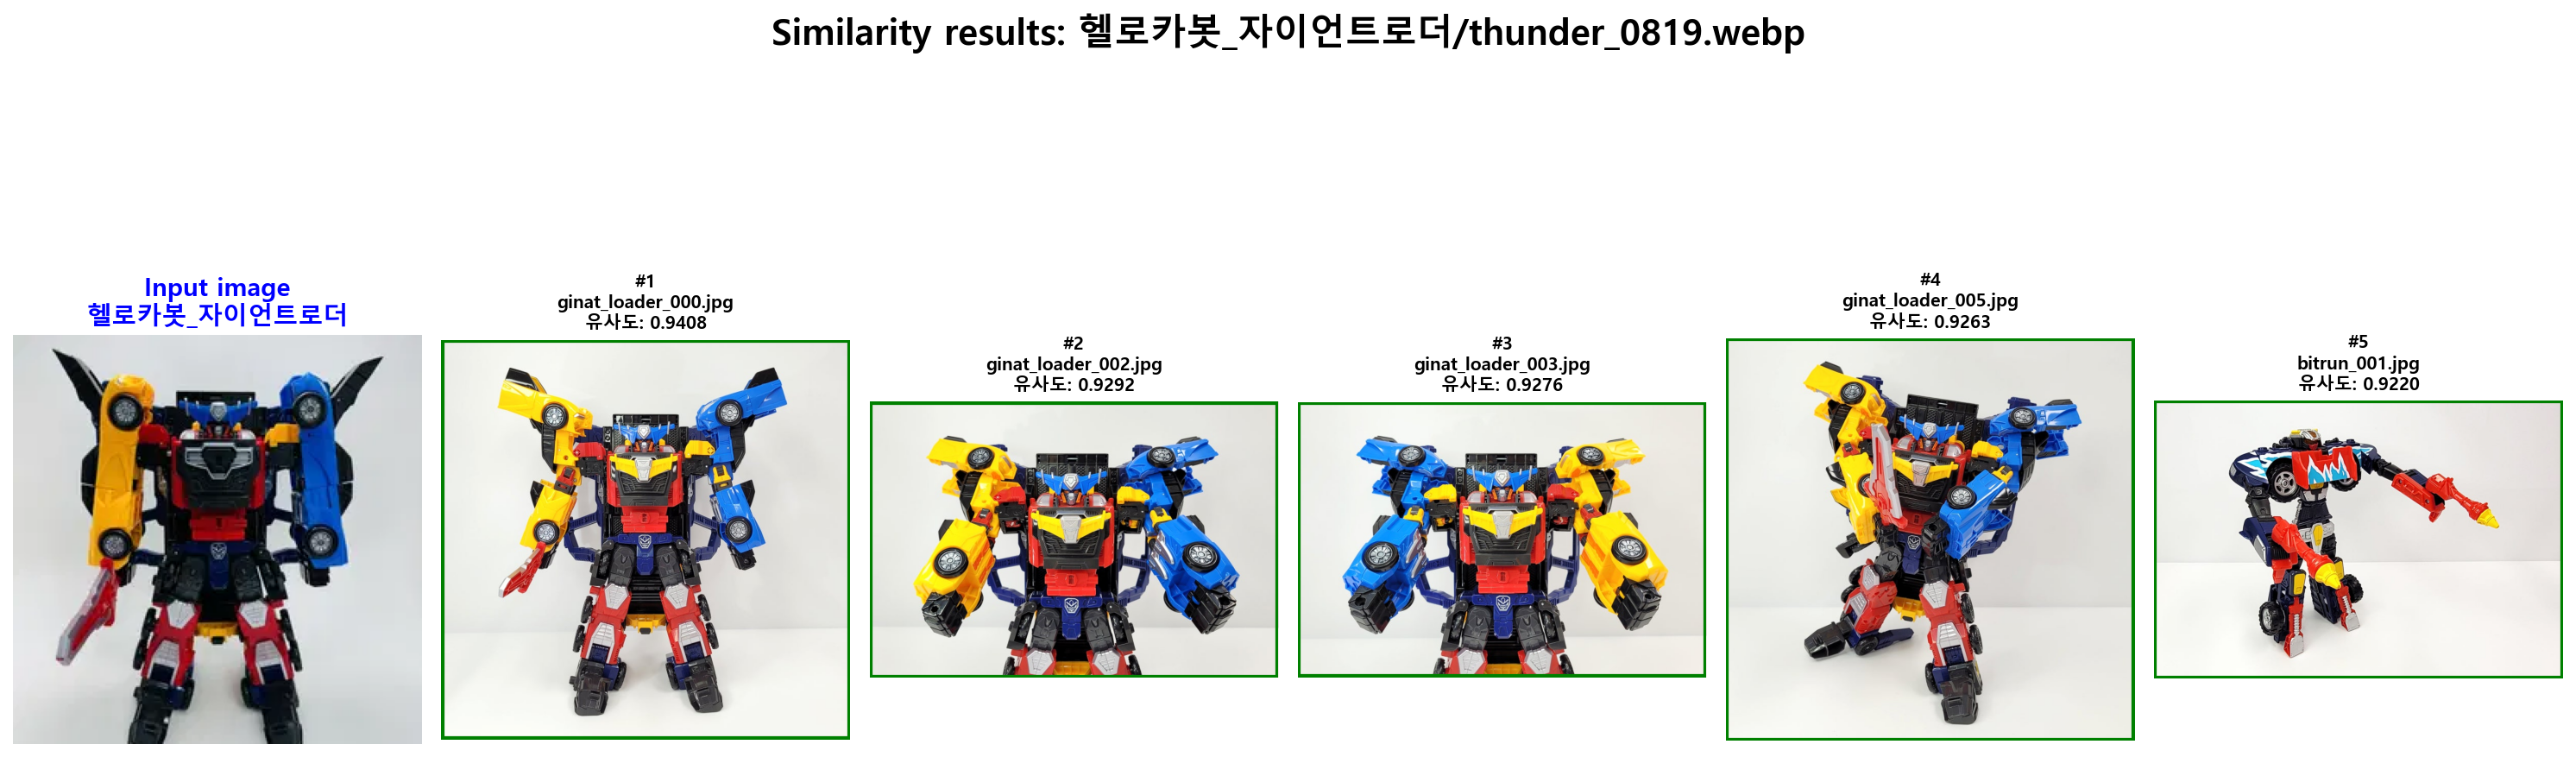 Similarity results: 헬로카봇_자이언트로더/thunder_0819.webp
Input image
헬로카봇_자이언트로더
#1
ginat_loader_000.jpg
유사도: 0.9408
#2
ginat_loader_002.jpg
유사도: 0.9292
#3
ginat_loader_003.jpg
유사도: 0.9276
#4
ginat_loader_005.jpg
유사도: 0.9263
#5
bitrun_001.jpg
유사도: 0.9220